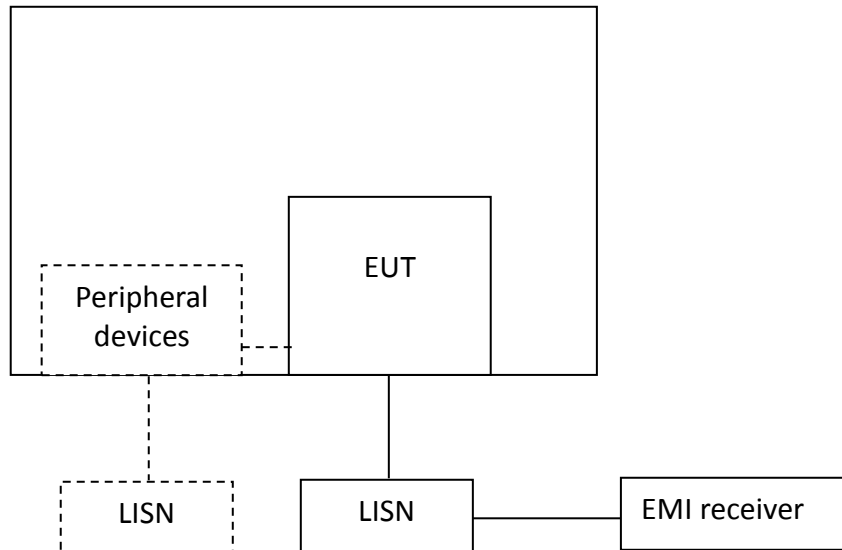 EUT
Peripheral
devices
LISN
LISN
EMI receiver